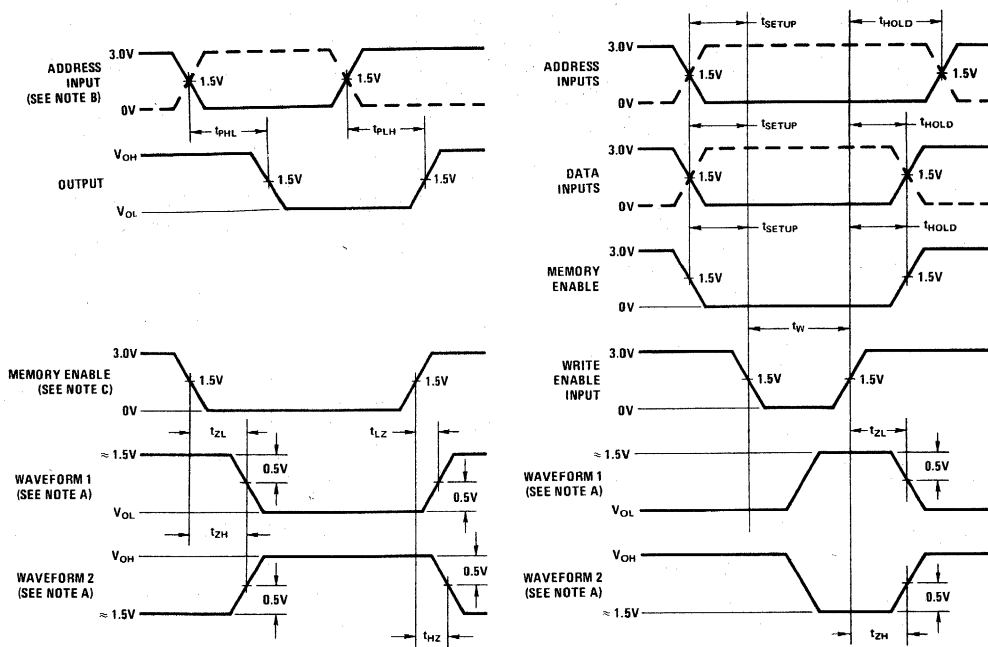 3.0V
ADDRESS
INPUT
(SEE NOTE B)
1.5V
1.5V
0V
tPHL
tPLH
VOH
OUTPUT
1.5V
1.5V
VOL
3.0V
MEMORY ENABLE
(SEE NOTE C)
1.5V
1.5V
0V
tZL
tLZ
≈ 1.5V
WAVEFORM 1
(SEE NOTE A)
0.5V
0.5V
VOL
tZH
VOH
WAVEFORM 2
(SEE NOTE A)
0.5V
0.5V
≈ 1.5V
tHZ
tSETUP
tHOLD
3.0V
ADDRESS
INPUTS
1.5V
1.5V
0V
tSETUP
tHOLD
3.0V
DATA
INPUTS
1.5V
1.5V
0V
tSETUP
tHOLD
3.0V
MEMORY
ENABLE
1.5V
1.5V
0V
tW
3.0V
WRITE
ENABLE
INPUT
1.5V
1.5V
0V
tZL
≈ 1.5V
WAVEFORM 1
(SEE NOTE A)
0.5V
VOL
VOH
WAVEFORM 2
(SEE NOTE A)
0.5V
≈ 1.5V
tZH